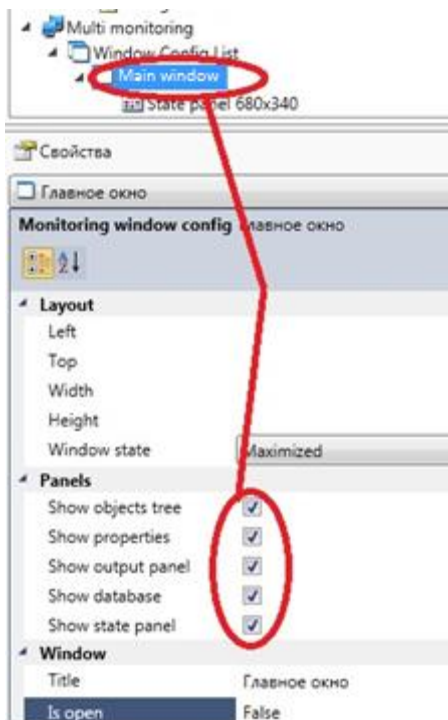 Multi monitoring
Window Config List
Main window
State panel 680x340
Свойства
Главное окно
Monitoring window config Главное окно
Layout
Left
Top
Width
Height
Window state Maximized
Panels
Show objects tree
Show properties
Show output panel
Show database
Show state panel
Window
Title Главное окно
Is open False